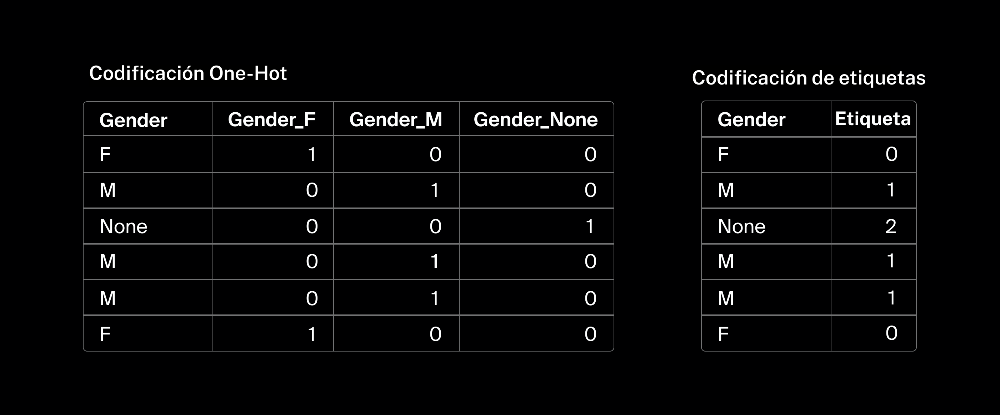 Codificación One-Hot
Gender Gender_F Gender_M Gender_None
F 1 0 0
M 0 1 0
None 0 0 1
M 0 1 0
M 0 1 0
F 1 0 0
Codificación de etiquetas
Gender Etiqueta
F 0
M 1
None 2
M 1
M 1
F 0